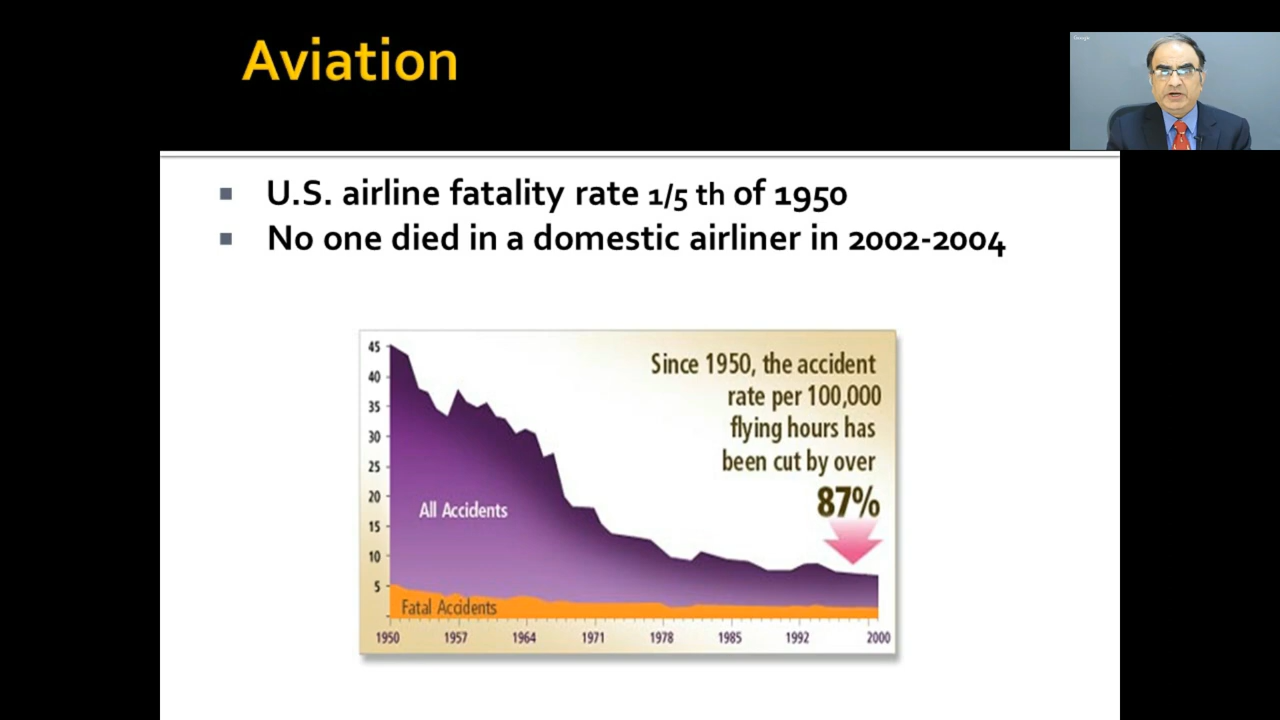 Aviation
Google
U.S. airline fatality rate 1/5 th of 1950
No one died in a domestic airliner in 2002-2004
Since 1950, the accident
rate per 100,000
flying hours has
been cut by over
87%
45
40
35
30
25
20
15
10
5
All Accidents
Fatal Accidents
1950 1957 1964 1971 1978 1985 1992 2000